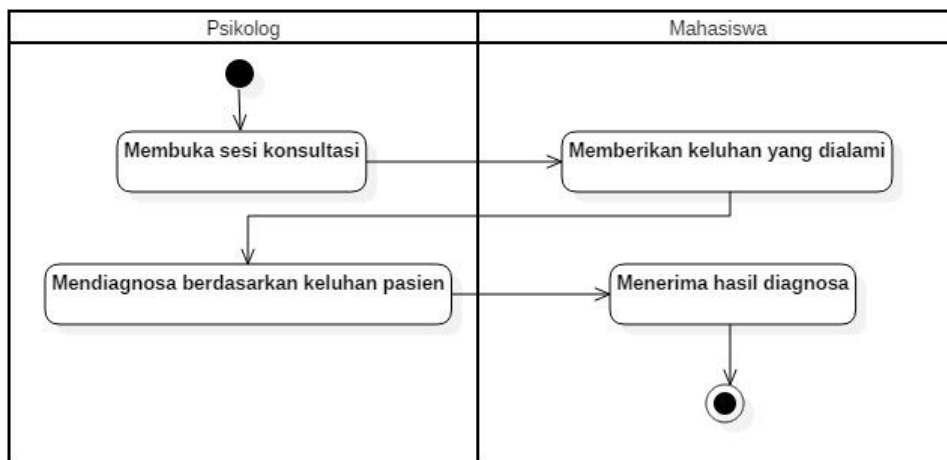 Psikolog
Mahasiswa
Membuka sesi konsultasi
Memberikan keluhan yang dialami
Mendiagnosa berdasarkan keluhan pasien
Menerima hasil diagnosa